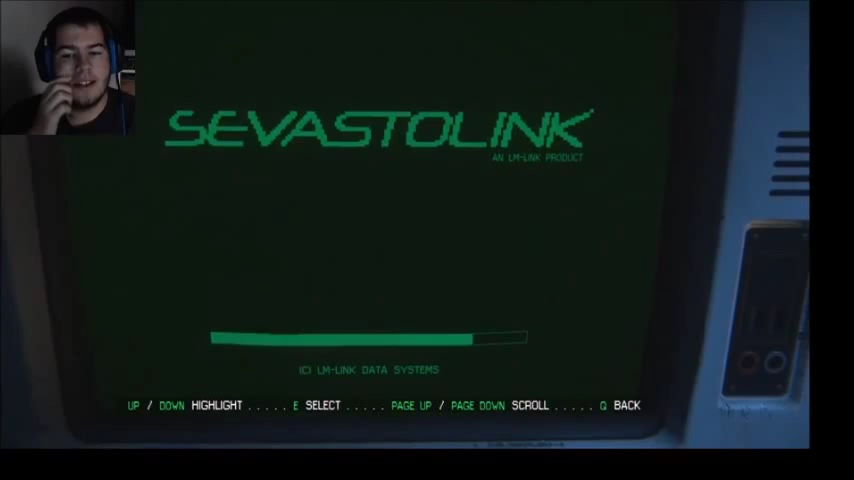 SEVASTOLINK
AN LM-LINK PRODUCT
(C) LM-LINK DATA SYSTEMS
UP / DOWN HIGHLIGHT ..... E SELECT ..... PAGE UP / PAGE DOWN SCROLL ..... Q BACK